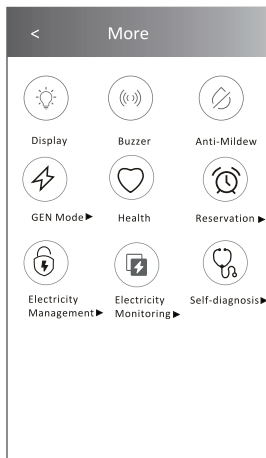 < More
Display Buzzer Anti-Mildew
GEN Mode▶ Health Reservation▶
Electricity Electricity Self-diagnosis▶
Management▶ Monitoring▶